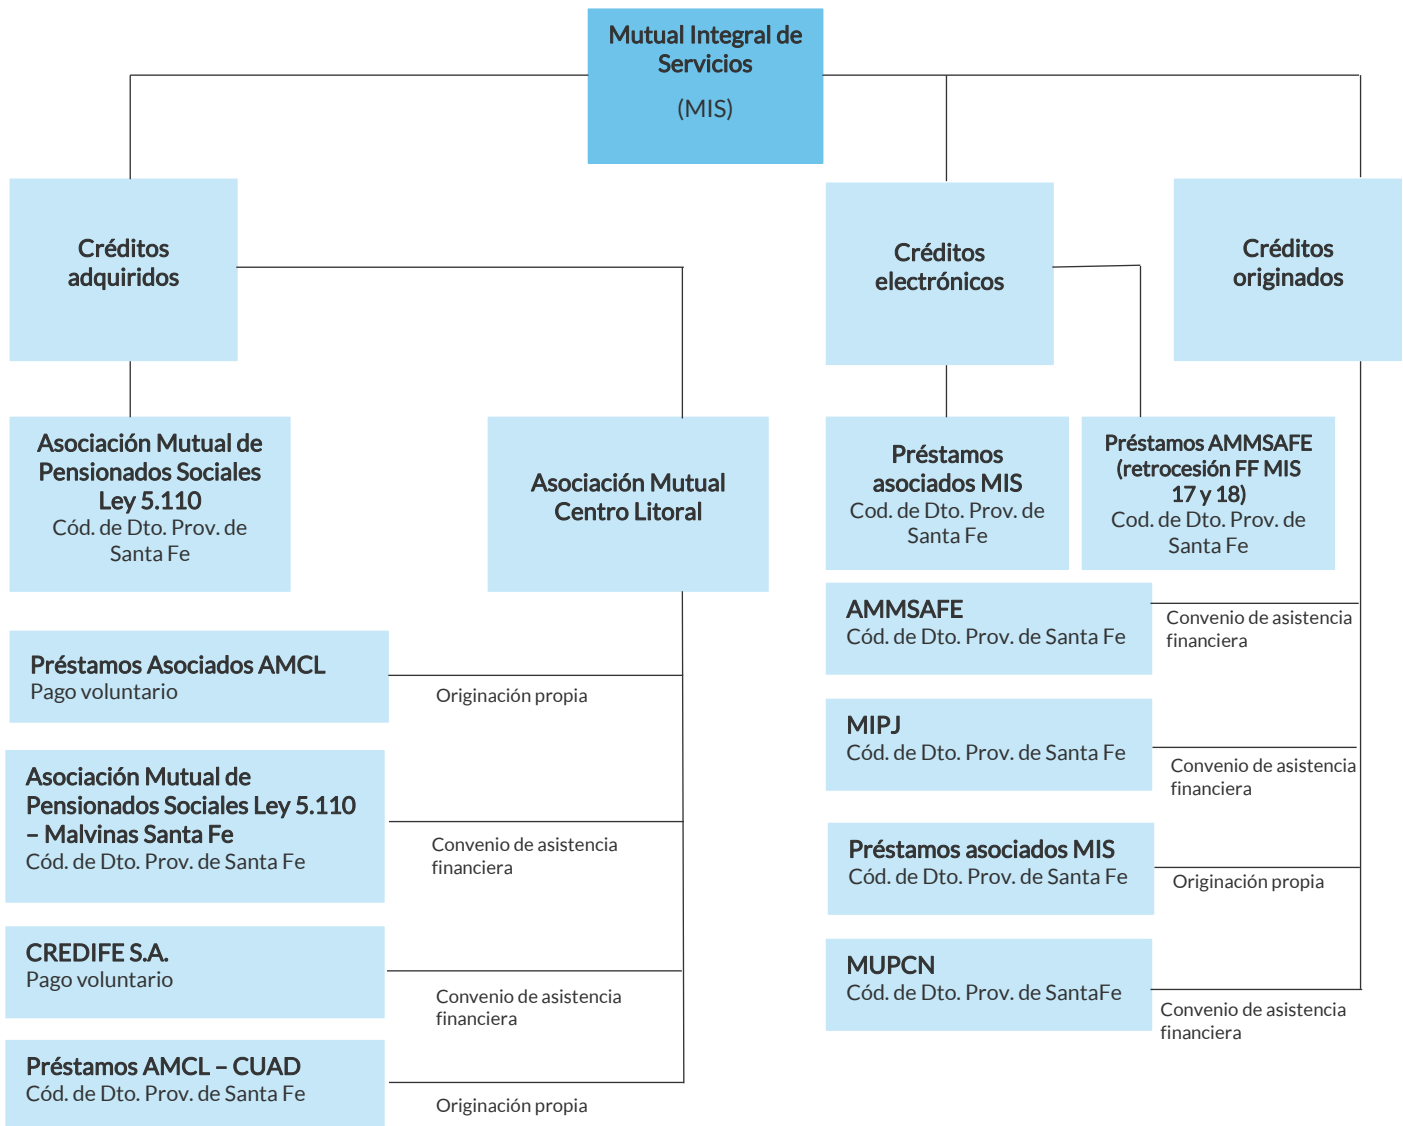 Mutual Integral de
Servicios
(MIS)
Créditos
adquiridos
Créditos
electrónicos
Créditos
originados
Asociación Mutual de
Pensionados Sociales
Ley 5.110
Cód. de Dto. Prov. de
Santa Fe
Asociación Mutual
Centro Litoral
Préstamos
asociados MIS
Cod. de Dto. Prov. de
Santa Fe
Préstamos AMMSAFE
(retrocesión FF MIS
17 y 18)
Cod. de Dto. Prov. de
Santa Fe
Préstamos Asociados AMCL
Pago voluntario
Originación propia
Asociación Mutual de
Pensionados Sociales Ley 5.110
– Malvinas Santa Fe
Cód. de Dto. Prov. de Santa Fe
Convenio de asistencia
financiera
CREDIFE S.A.
Pago voluntario
Convenio de asistencia
financiera
Préstamos AMCL – CUAD
Cód. de Dto. Prov. de Santa Fe
Originación propia
AMMSAFE
Cód. de Dto. Prov. de Santa Fe
Convenio de asistencia
financiera
MIPJ
Cód. de Dto. Prov. de Santa Fe
Convenio de asistencia
financiera
Préstamos asociados MIS
Cód. de Dto. Prov. de Santa Fe
Originación propia
MUPCN
Cód. de Dto. Prov. de SantaFe
Convenio de asistencia
financiera